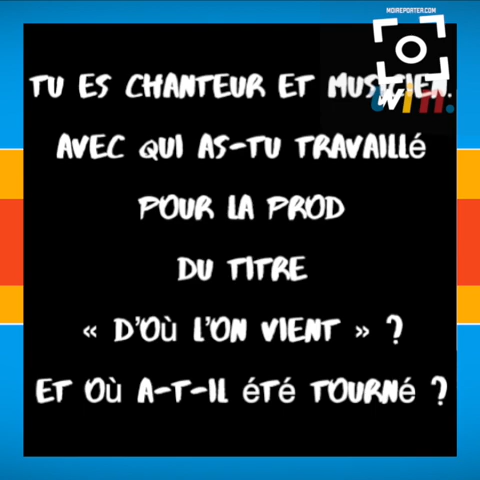 MOIREPORTER.COM
TU ES CHANTEUR ET MUSICIEN.
win.
AVEC QUI AS-TU TRAVAILLé
POUR LA PROD
DU TITRE
« D'Où L'ON VIENT » ?
ET Où A-T-IL éTé TOURNé ?